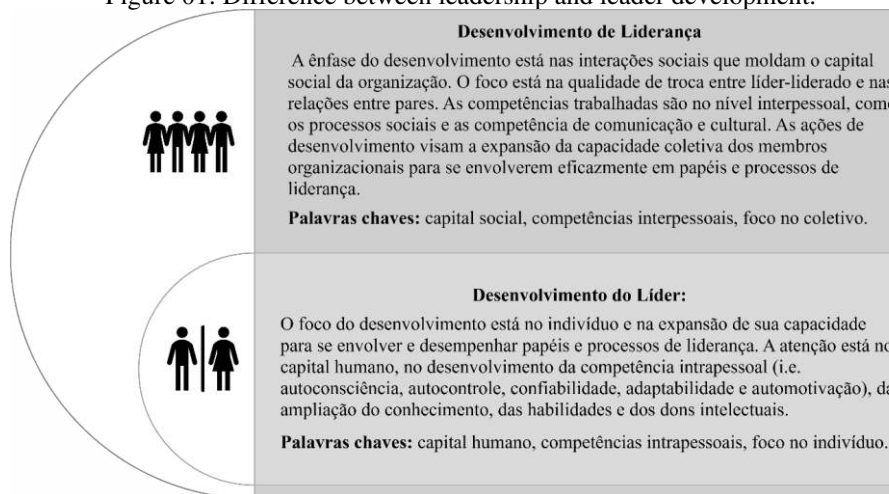 Figure 01: Difference between leadership and leader development.
Desenvolvimento de Liderança
A ênfase do desenvolvimento está nas interações sociais que moldam o capital
social da organização. O foco está na qualidade de troca entre líder-liderado e nas
relações entre pares. As competências trabalhadas são no nível interpessoal, como
os processos sociais e as competência de comunicação e cultural. As ações de
desenvolvimento visam a expansão da capacidade coletiva dos membros
organizacionais para se envolverem eficazmente em papéis e processos de
liderança.
Palavras chaves: capital social, competências interpessoais, foco no coletivo.
Desenvolvimento do Líder:
O foco do desenvolvimento está no indivíduo e na expansão de sua capacidade
para se envolver e desempenhar papéis e processos de liderança. A atenção está no
capital humano, no desenvolvimento da competência intrapessoal (i.e.
autoconsciência, autocontrole, confiabilidade, adaptabilidade e automotivação), da
ampliação do conhecimento, das habilidades e dos dons intelectuais.
Palavras chaves: capital humano, competências intrapessoais, foco no indivíduo.